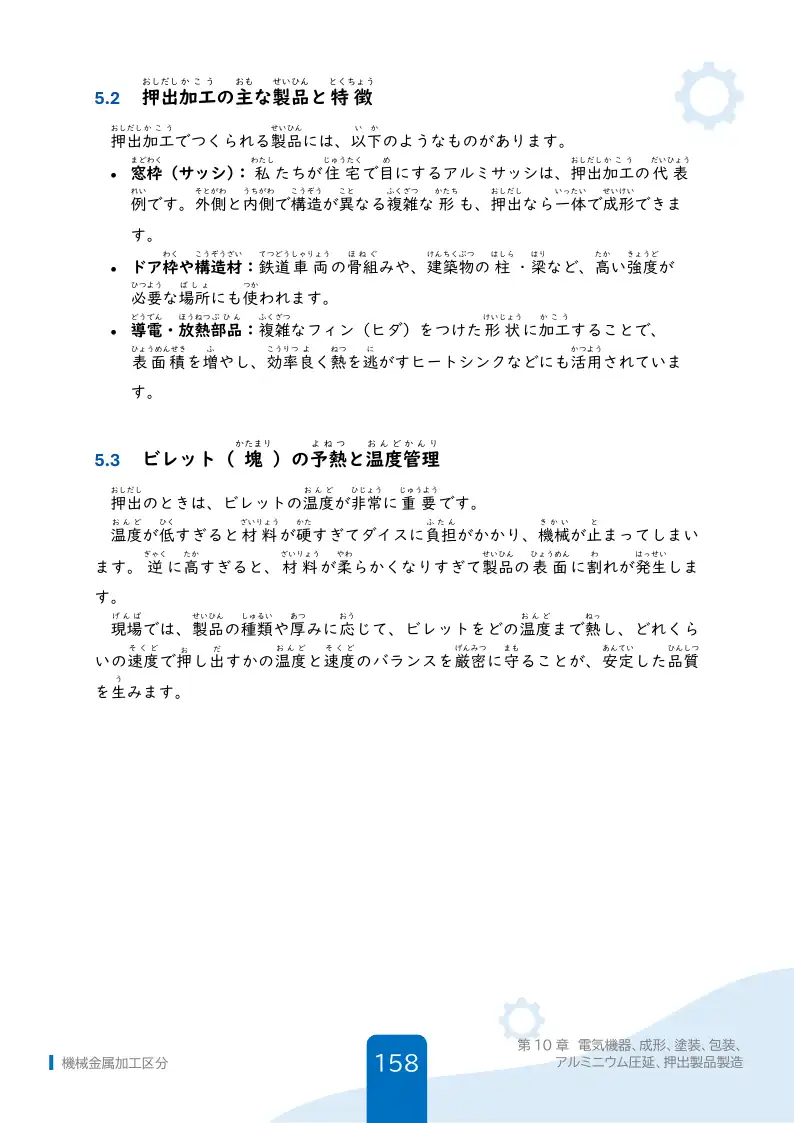 5.2 押出加工の主な製品と特徴
押出加工でつくられる製品には、以下のようなものがあります。
• 窓枠（サッシ）：私たちが住宅で目にするアルミサッシは、押出加工の代表
例です。外側と内側で構造が異なる複雑な形も、押出なら一体で成形できま
す。
• ドア枠や構造材：鉄道車両の骨組みや、建築物の柱・梁など、高い強度が
必要な場所にも使われます。
• 導電・放熱部品：複雑なフィン（ヒダ）をつけた形状に加工することで、
表面積を増やし、効率良く熱を逃がすヒートシンクなどにも活用されていま
す。
5.3 ビレット（塊）の予熱と温度管理
押出のときは、ビレットの温度が非常に重要です。
温度が低すぎると材料が硬すぎてダイスに負担がかかり、機械が止まってしまい
ます。逆に高すぎると、材料が柔らかくなりすぎて製品の表面に割れが発生しま
す。
現場では、製品の種類や厚みに応じて、ビレットをどの温度まで熱し、どれくら
いの速度で押し出すかの温度と速度のバランスを厳密に守ることが、安定した品質
を生みます。
機械金属加工区分
158
第 10 章 電気機器、成形、塗装、包装、
アルミニウム圧延、押出製品製造